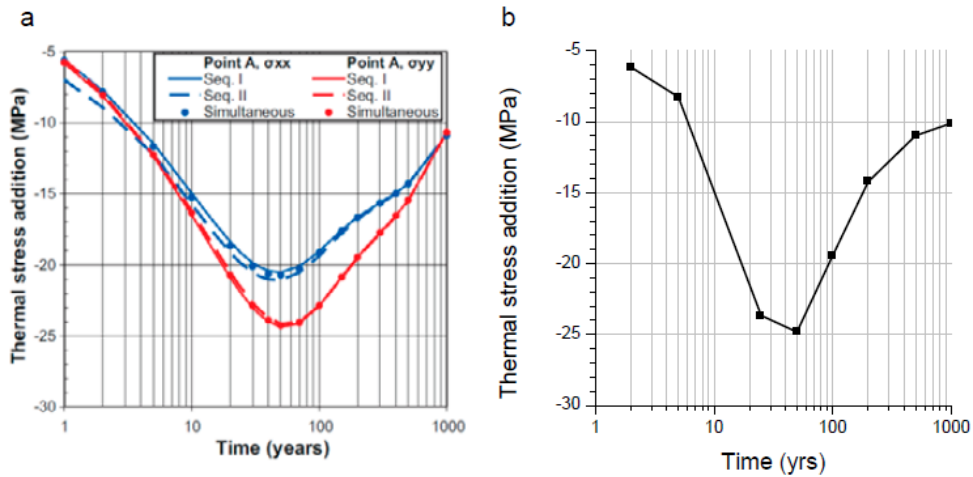 a
Thermal stress addition (MPa)
-5
-10
-15
-20
-25
-30
Point A, σxx Point A, σyy
Seq. I Seq. I
Seq. II Seq. II
Simultaneous Simultaneous
1 10 100 1000
Time (years)
b
Thermal stress addition (MPa)
-5
-10
-15
-20
-25
-30
1 10 100 1000
Time (yrs)